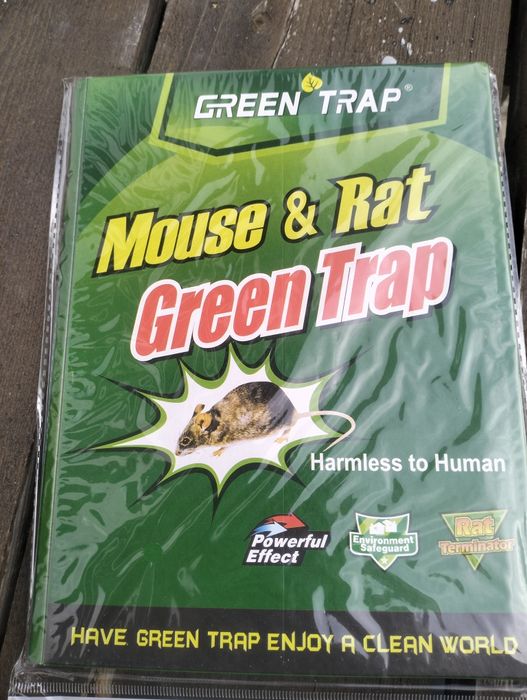 GREEN TRAP®
Mouse & Rat
Green Trap
Harmless to Human
Powerful
Effect
Environment
Safeguard
Rat
Terminator
HAVE GREEN TRAP ENJOY A CLEAN WORLD